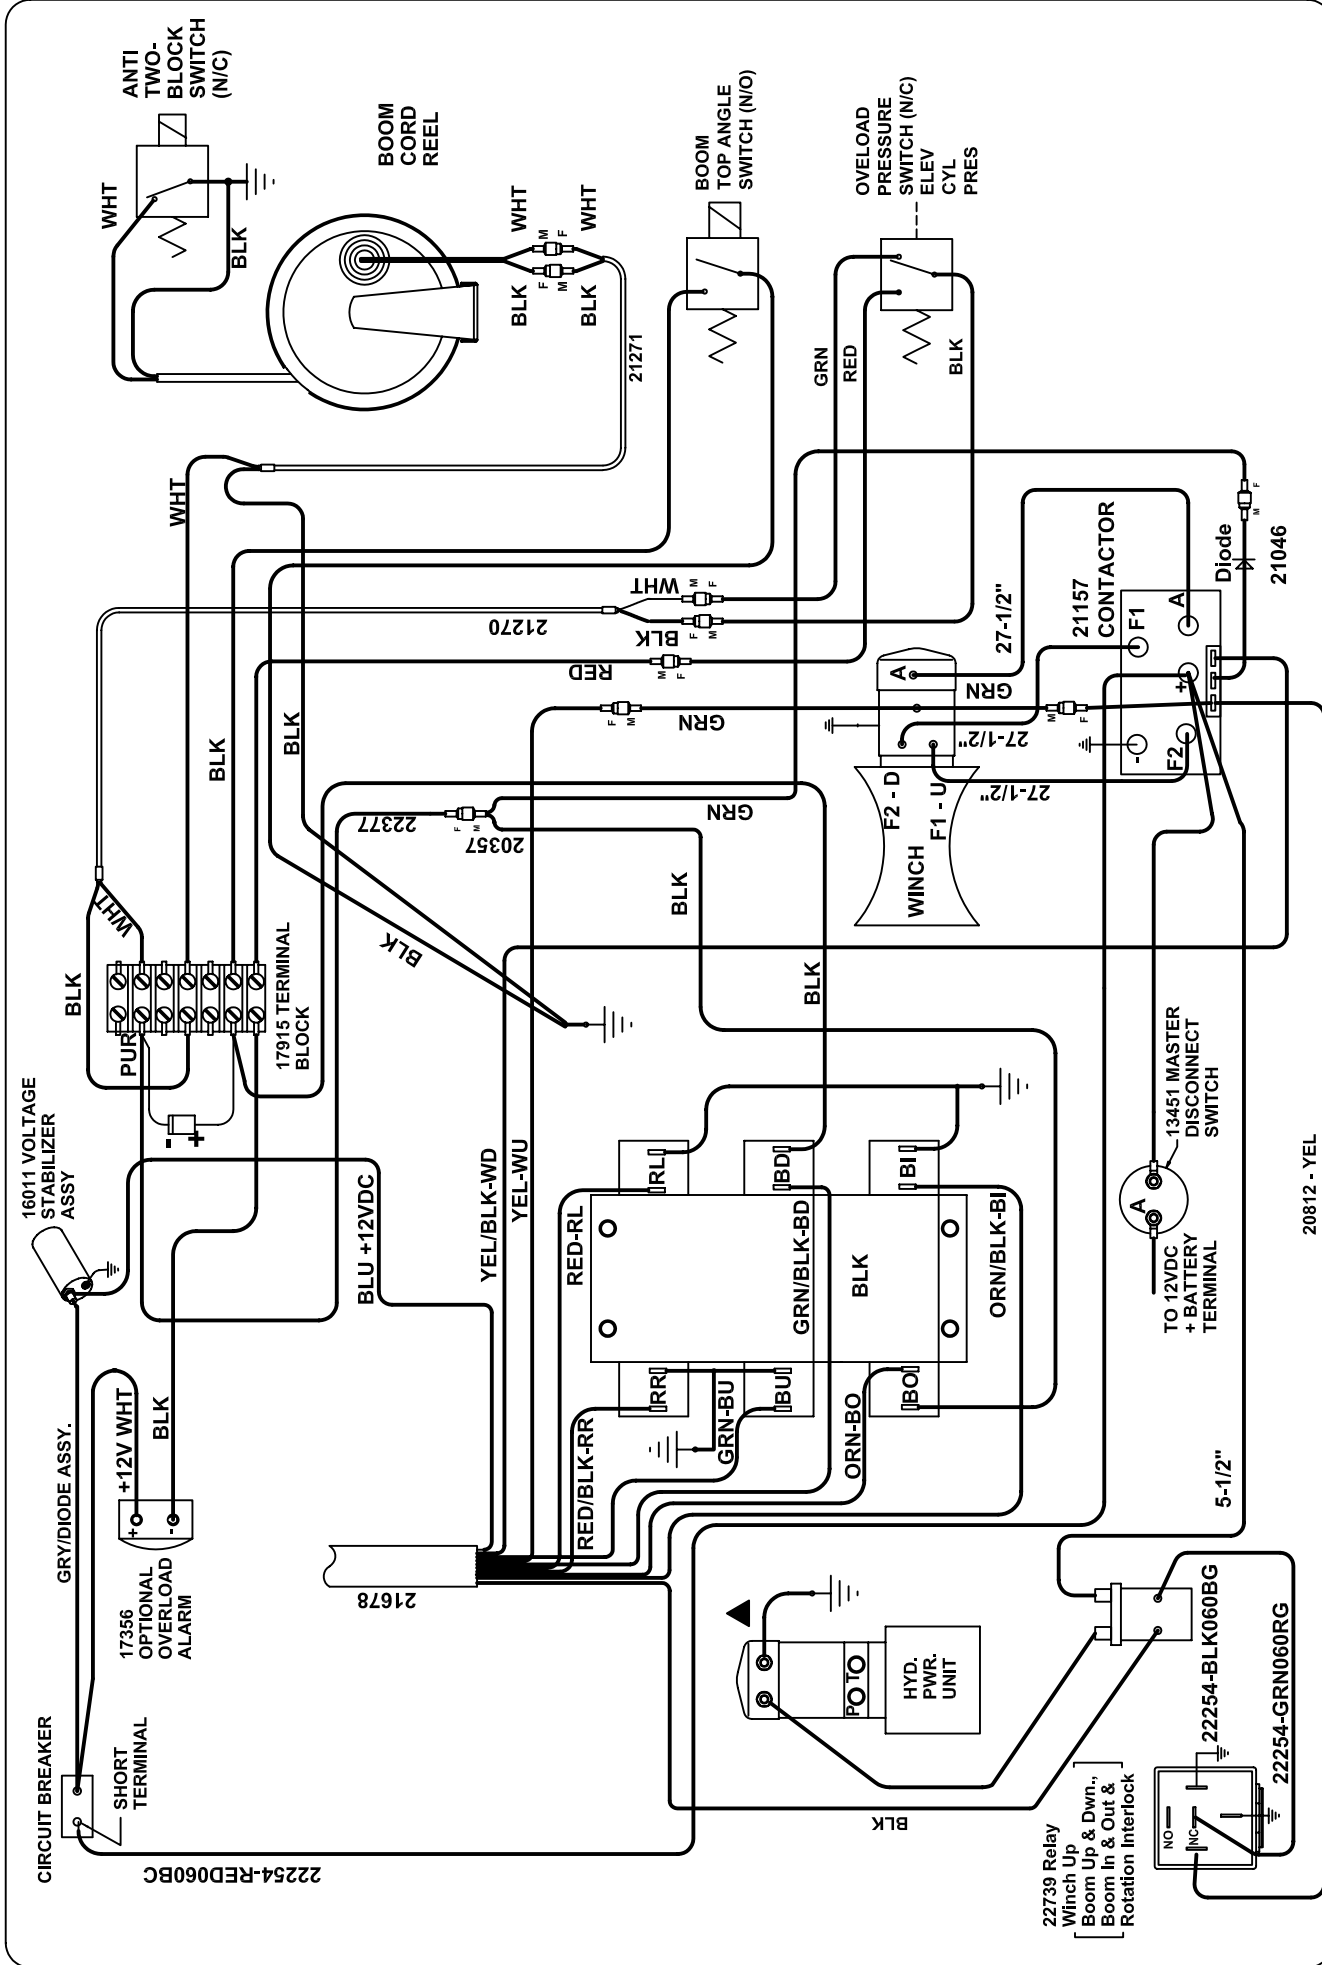 ANTI
TWO-
BLOCK
SWITCH
(N/C)
WHT
BLK
BOOM
CORD
REEL
WHT
WHT
BLK
BLK
M
F
F
M
21271
BOOM
TOP ANGLE
SWITCH (N/O)
OVELOAD
PRESSURE
SWITCH (N/C)
ELEV
CYL
PRES
GRN
RED
BLK
WHT
BLK
BLK
21270
WHT
BLK
M
F
F
M
RED
M
F
GRN
F
M
22377
F
M
20357
GRN
BLK
BLK
BLK
WHT
BLK
PUR
17915 TERMINAL
BLOCK
-
+
16011 VOLTAGE
STABILIZER
ASSY
BLU +12VDC
YEL/BLK-WD
YEL-WU
27-1/2"
21157
CONTACTOR
F1
A
+
-
F2
Diode
M
F
21046
GRN
M
F
A
F2 - D
F1 - U
WINCH
27-1/2"
27-1/2"
BLK
RED-RL
RL
BD
BI
GRN/BLK-BD
BLK
ORN/BLK-BI
RR
BU
BO
RED/BLK-RR
GRN-BU
ORN-BO
13451 MASTER
DISCONNECT
SWITCH
A
TO 12VDC
+ BATTERY
TERMINAL
20812 - YEL
5-1/2"
GRY/DIODE ASSY.
+12V WHT
BLK
+
-
17356
OPTIONAL
OVERLOAD
ALARM
21678
CIRCUIT BREAKER
SHORT
TERMINAL
22254-RED060BC
P
T
HYD.
PWR.
UNIT
BLK
22254-BLK060BG
22254-GRN060RG
22739 Relay
Winch Up
Boom Up & Dwn.,
Boom In & Out &
Rotation Interlock
NO
NC